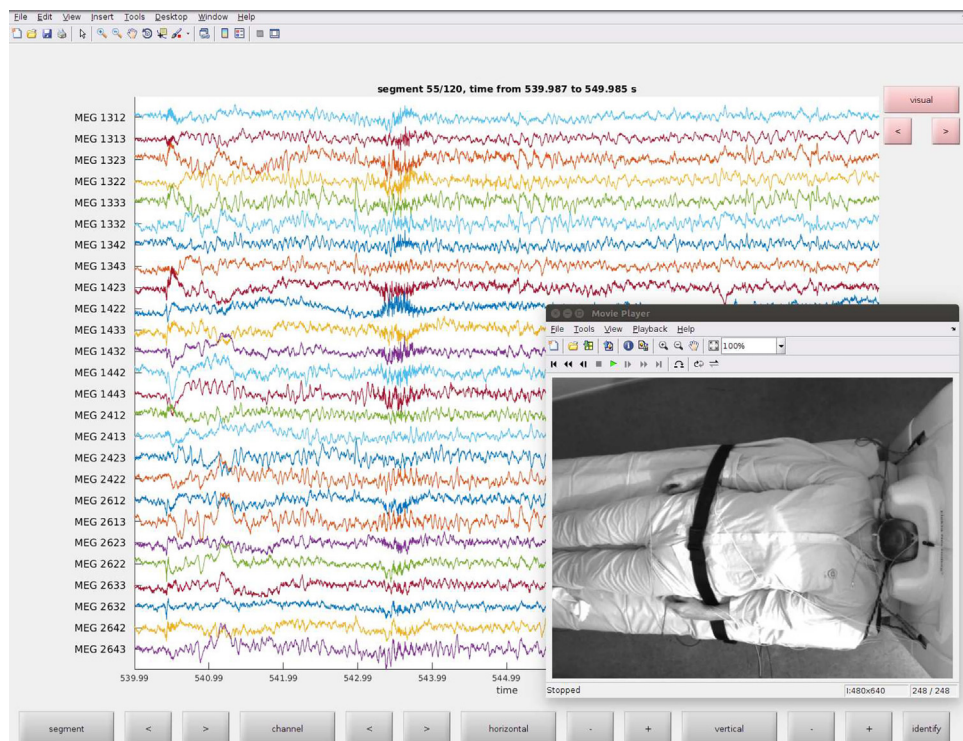 File Edit View Insert Tools Desktop Window Help
segment 55/120, time from 539.987 to 549.985 s
visual
< >
MEG 1312
MEG 1313
MEG 1323
MEG 1322
MEG 1333
MEG 1332
MEG 1342
MEG 1343
MEG 1423
MEG 1422
MEG 1433
MEG 1432
MEG 1442
MEG 1443
MEG 2412
MEG 2413
MEG 2423
MEG 2422
MEG 2612
MEG 2613
MEG 2623
MEG 2622
MEG 2633
MEG 2632
MEG 2642
MEG 2643
539.99 540.99 541.99 542.99 543.99 544.99
time
Movie Player
File Tools View Playback Help
100%
Stopped I:480x640 248 / 248
segment < > channel < > horizontal - + vertical - + identify